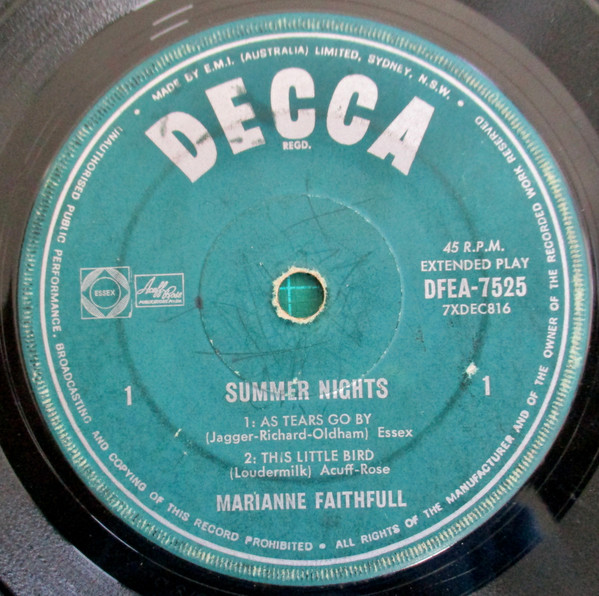 • MADE BY E.M.I. (AUSTRALIA) LIMITED, SYDNEY, N.S.W. •
DECCA
REGD.
45 R.P.M.
EXTENDED PLAY
DFEA-7525
7XDEC816
ESSEX
Acuff Rose
1
1
SUMMER NIGHTS
1: AS TEARS GO BY
(Jagger-Richard-Oldham) Essex
2: THIS LITTLE BIRD
(Loudermilk) Acuff-Rose
MARIANNE FAITHFULL
UNAUTHORISED PUBLIC PERFORMANCE, BROADCASTING AND COPYING OF THIS RECORD PROHIBITED • ALL RIGHTS OF THE MANUFACTURER AND OF THE OWNER OF THE RECORDED WORK RESERVED